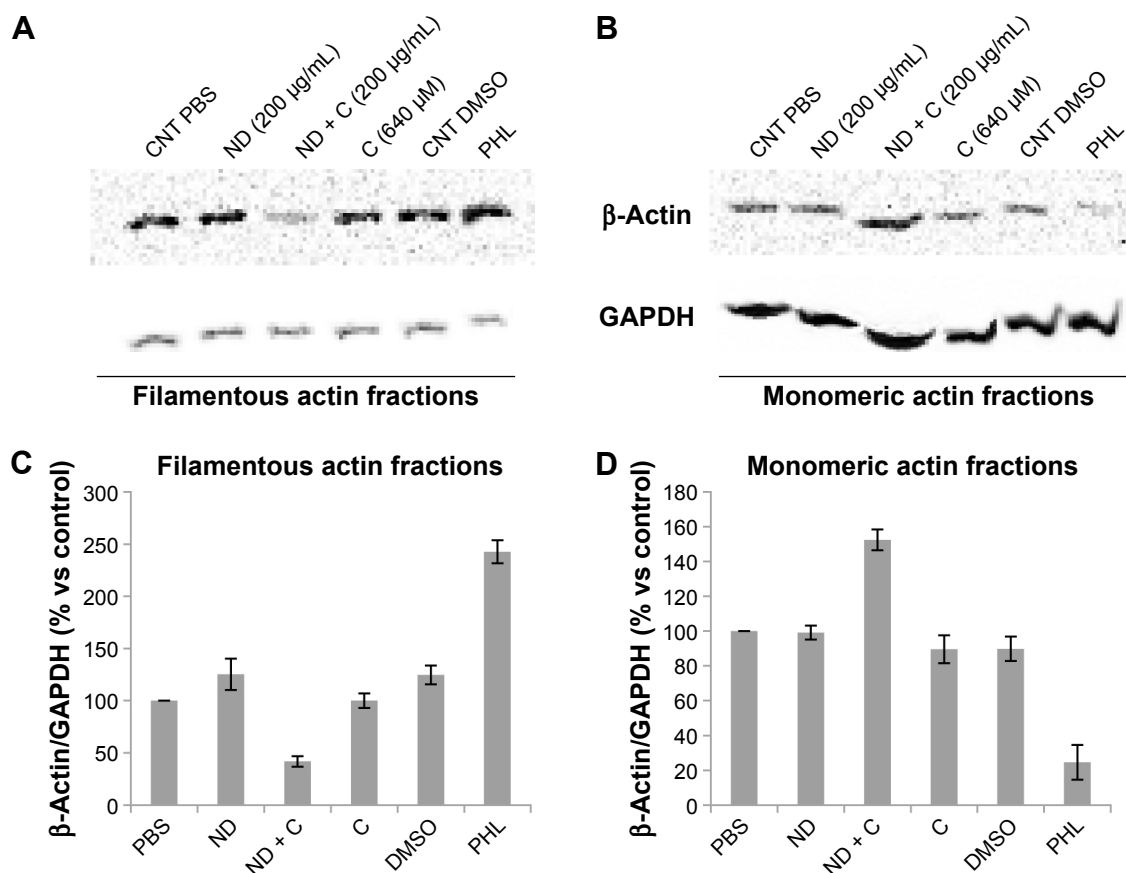 A
CNT PBS
ND (200 µg/mL)
ND + C (200 µg/mL)
C (640 µM)
CNT DMSO
PHL
Filamentous actin fractions
B
CNT PBS
ND (200 µg/mL)
ND + C (200 µg/mL)
C (640 µM)
CNT DMSO
PHL
β-Actin
GAPDH
Monomeric actin fractions
C
Filamentous actin fractions
β-Actin/GAPDH (% vs control)
300
250
200
150
100
50
0
PBS
ND
ND + C
C
DMSO
PHL
D
Monomeric actin fractions
β-Actin/GAPDH (% vs control)
180
160
140
120
100
80
60
40
20
0
PBS
ND
ND + C
C
DMSO
PHL